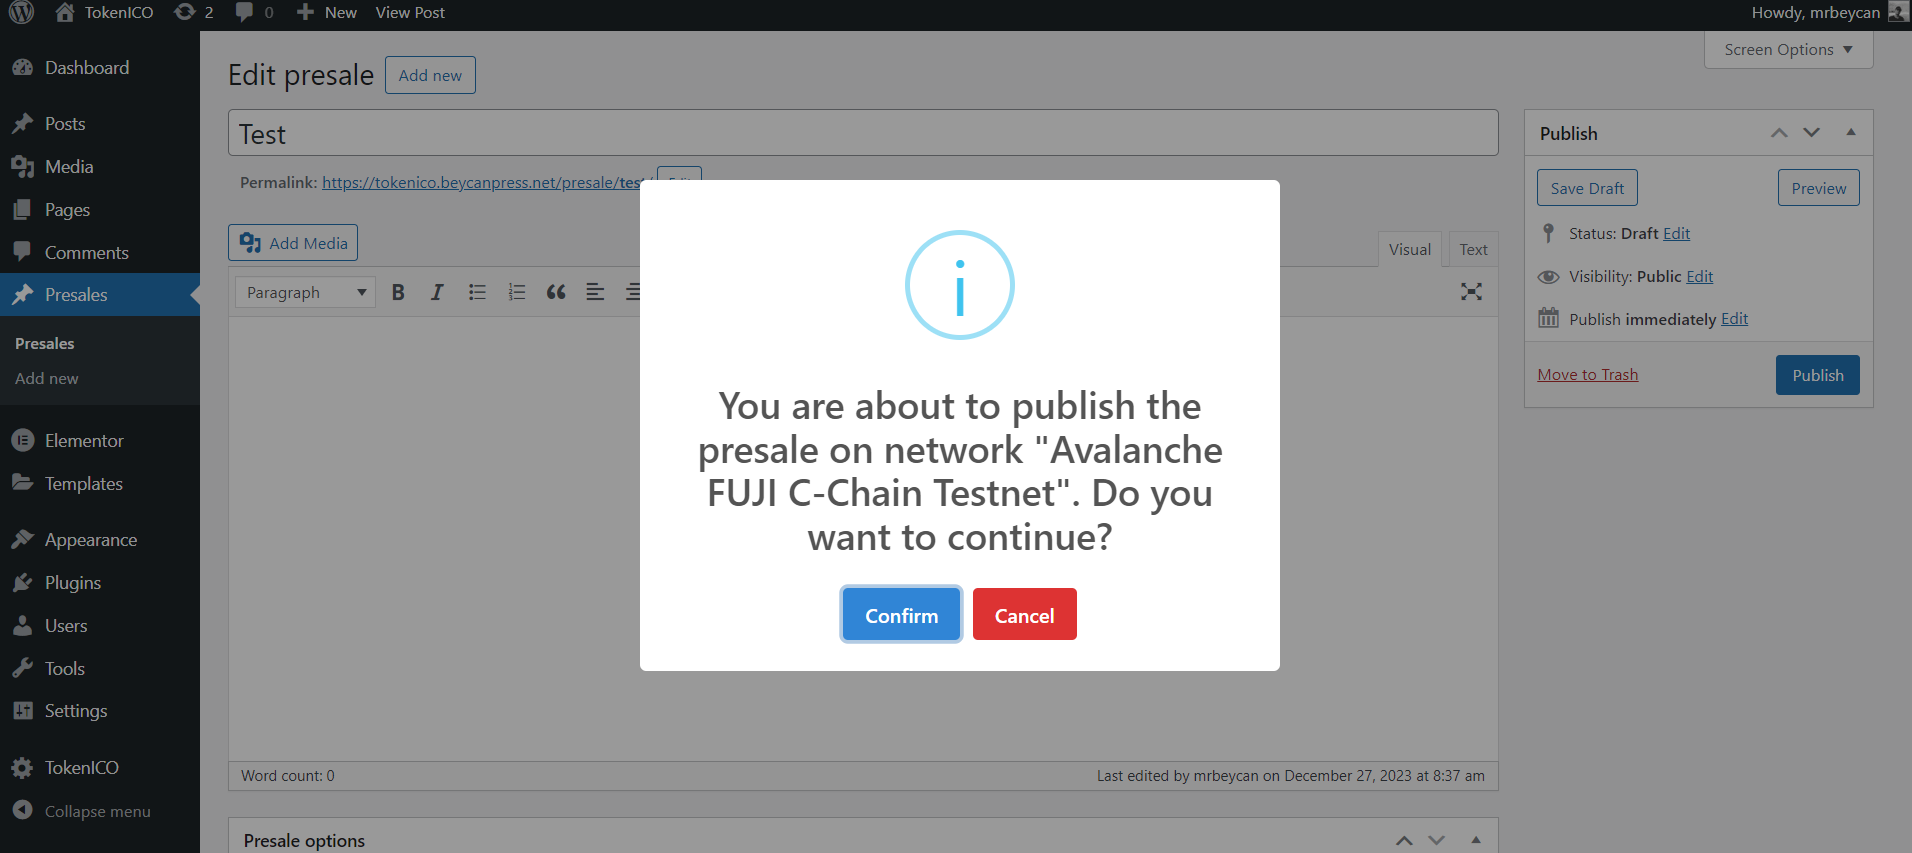 TokenICO
2
0
New
View Post
Howdy, mrbeycan
Dashboard
Posts
Media
Pages
Comments
Presales
Presales
Add new
Elementor
Templates
Appearance
Plugins
Users
Tools
Settings
TokenICO
Collapse menu
Screen Options
Edit presale
Add new
Test
Permalink: https://tokenico.beycanpress.net/presale/test/
Add Media
Visual
Text
Paragraph
You are about to publish the
presale on network "Avalanche
FUJI C-Chain Testnet". Do you
want to continue?
Confirm
Cancel
Word count: 0
Last edited by mrbeycan on December 27, 2023 at 8:37 am
Presale options
Publish
Save Draft
Preview
Status: Draft Edit
Visibility: Public Edit
Publish immediately Edit
Move to Trash
Publish